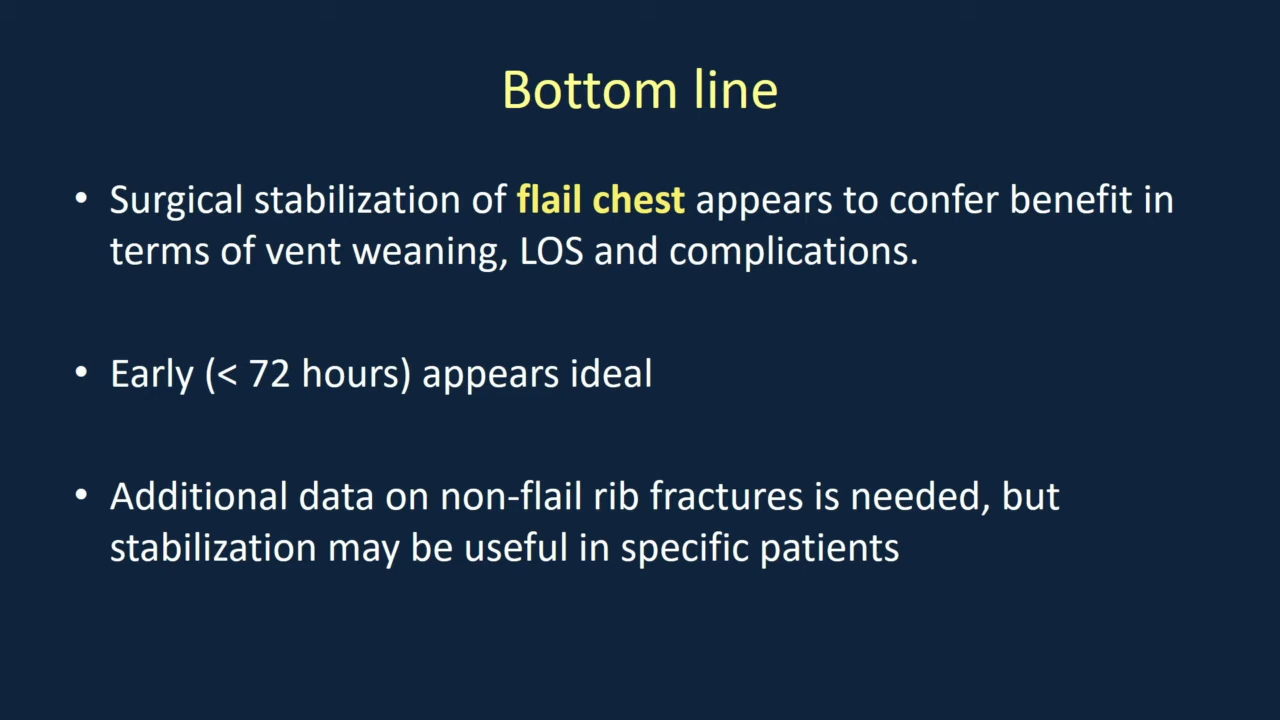 Bottom line
• Surgical stabilization of flail chest appears to confer benefit in
terms of vent weaning, LOS and complications.
• Early (< 72 hours) appears ideal
• Additional data on non-flail rib fractures is needed, but
stabilization may be useful in specific patients